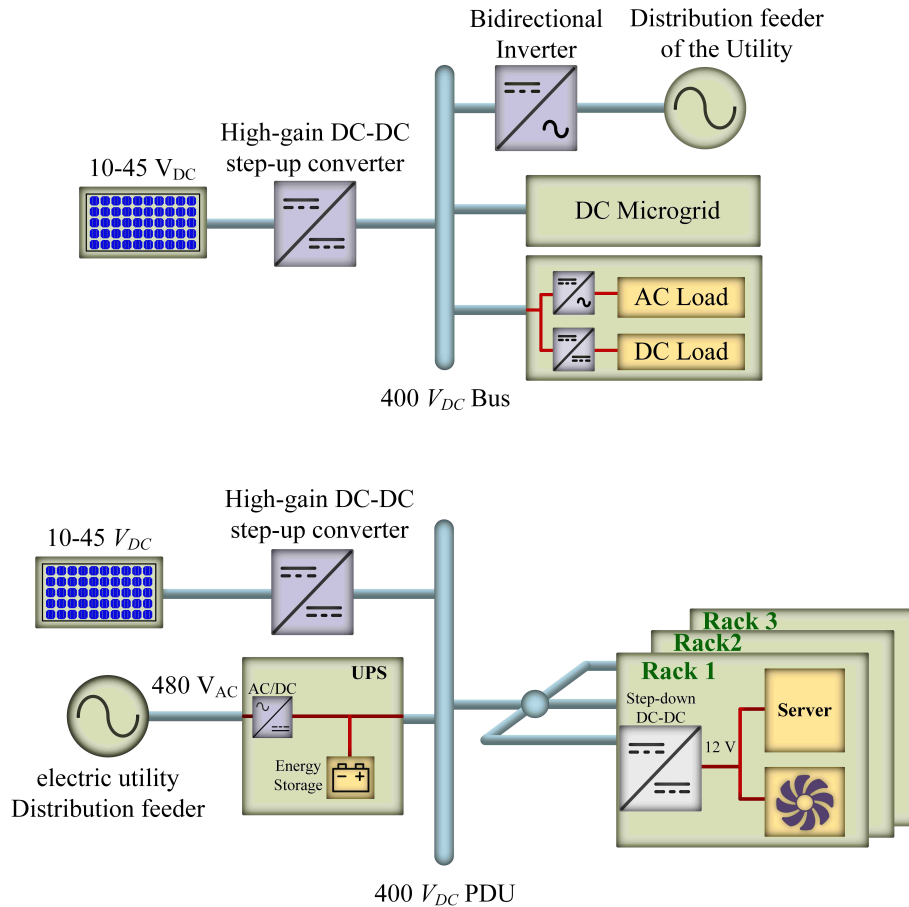 Bidirectional
Inverter
Distribution feeder
of the Utility
High-gain DC-DC
step-up converter
10-45 V_DC
DC Microgrid
AC Load
DC Load
400 V_DC Bus
High-gain DC-DC
step-up converter
10-45 V_DC
Rack 3
Rack2
Rack 1
UPS
480 V_AC
AC/DC
Step-down
DC-DC
Server
12 V
Energy
Storage
electric utility
Distribution feeder
400 V_DC PDU